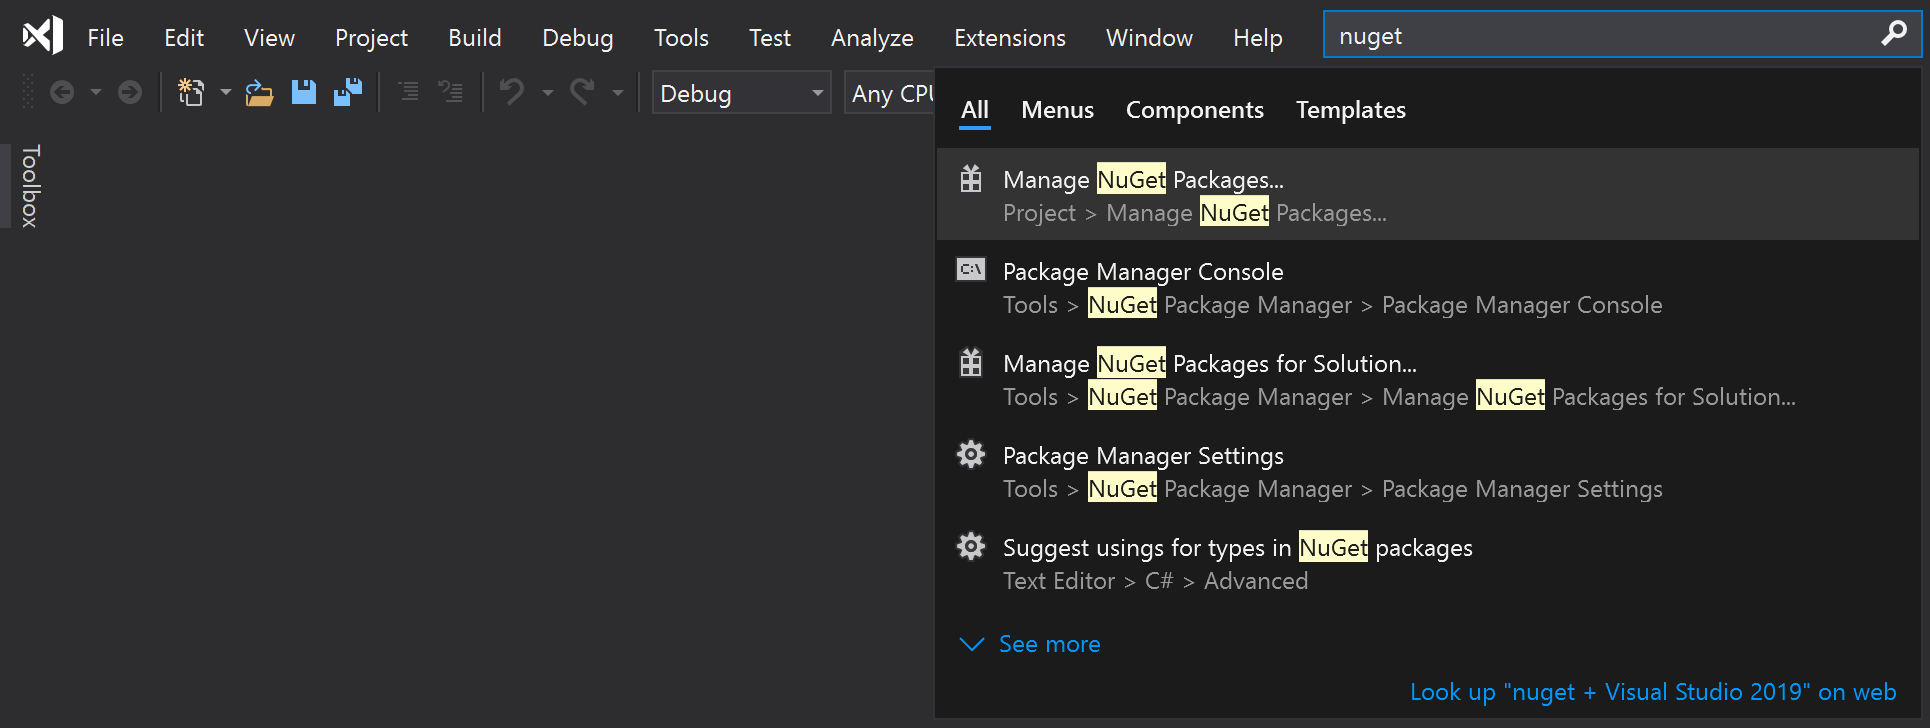 File Edit View Project Build Debug Tools Test Analyze Extensions Window Help nuget
Debug Any CPU
Toolbox
All Menus Components Templates
Manage NuGet Packages...
Project > Manage NuGet Packages...
C:\
Package Manager Console
Tools > NuGet Package Manager > Package Manager Console
Manage NuGet Packages for Solution...
Tools > NuGet Package Manager > Manage NuGet Packages for Solution...
Package Manager Settings
Tools > NuGet Package Manager > Package Manager Settings
Suggest usings for types in NuGet packages
Text Editor > C# > Advanced
See more
Look up "nuget + Visual Studio 2019" on web